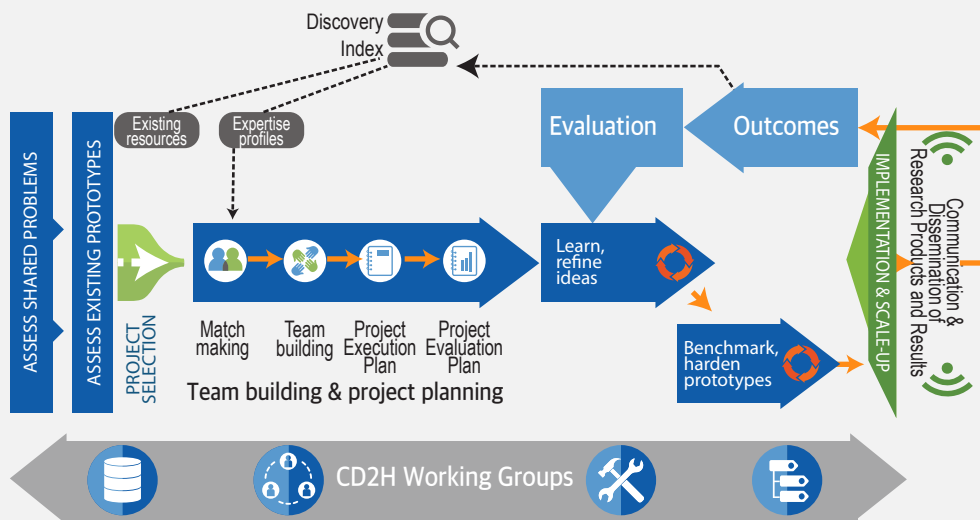 Discovery
Index
Existing
resources
Expertise
profiles
Evaluation
Outcomes
ASSESS SHARED PROBLEMS
ASSESS EXISTING PROTOTYPES
PROJECT
SELECTION
Match
making
Team
building
Project
Execution
Plan
Project
Evaluation
Plan
Team building & project planning
Learn,
refine
ideas
Benchmark,
harden
prototypes
IMPLEMENTATION & SCALE-UP
Communication &
Dissemination of
Research Products and Results
CD2H Working Groups